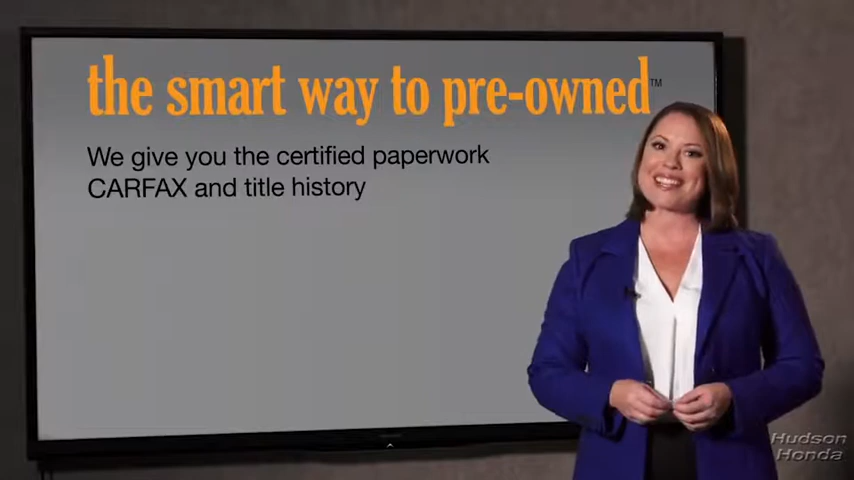 the smart way to pre-owned™
We give you the certified paperwork
CARFAX and title history
Hudson
Honda